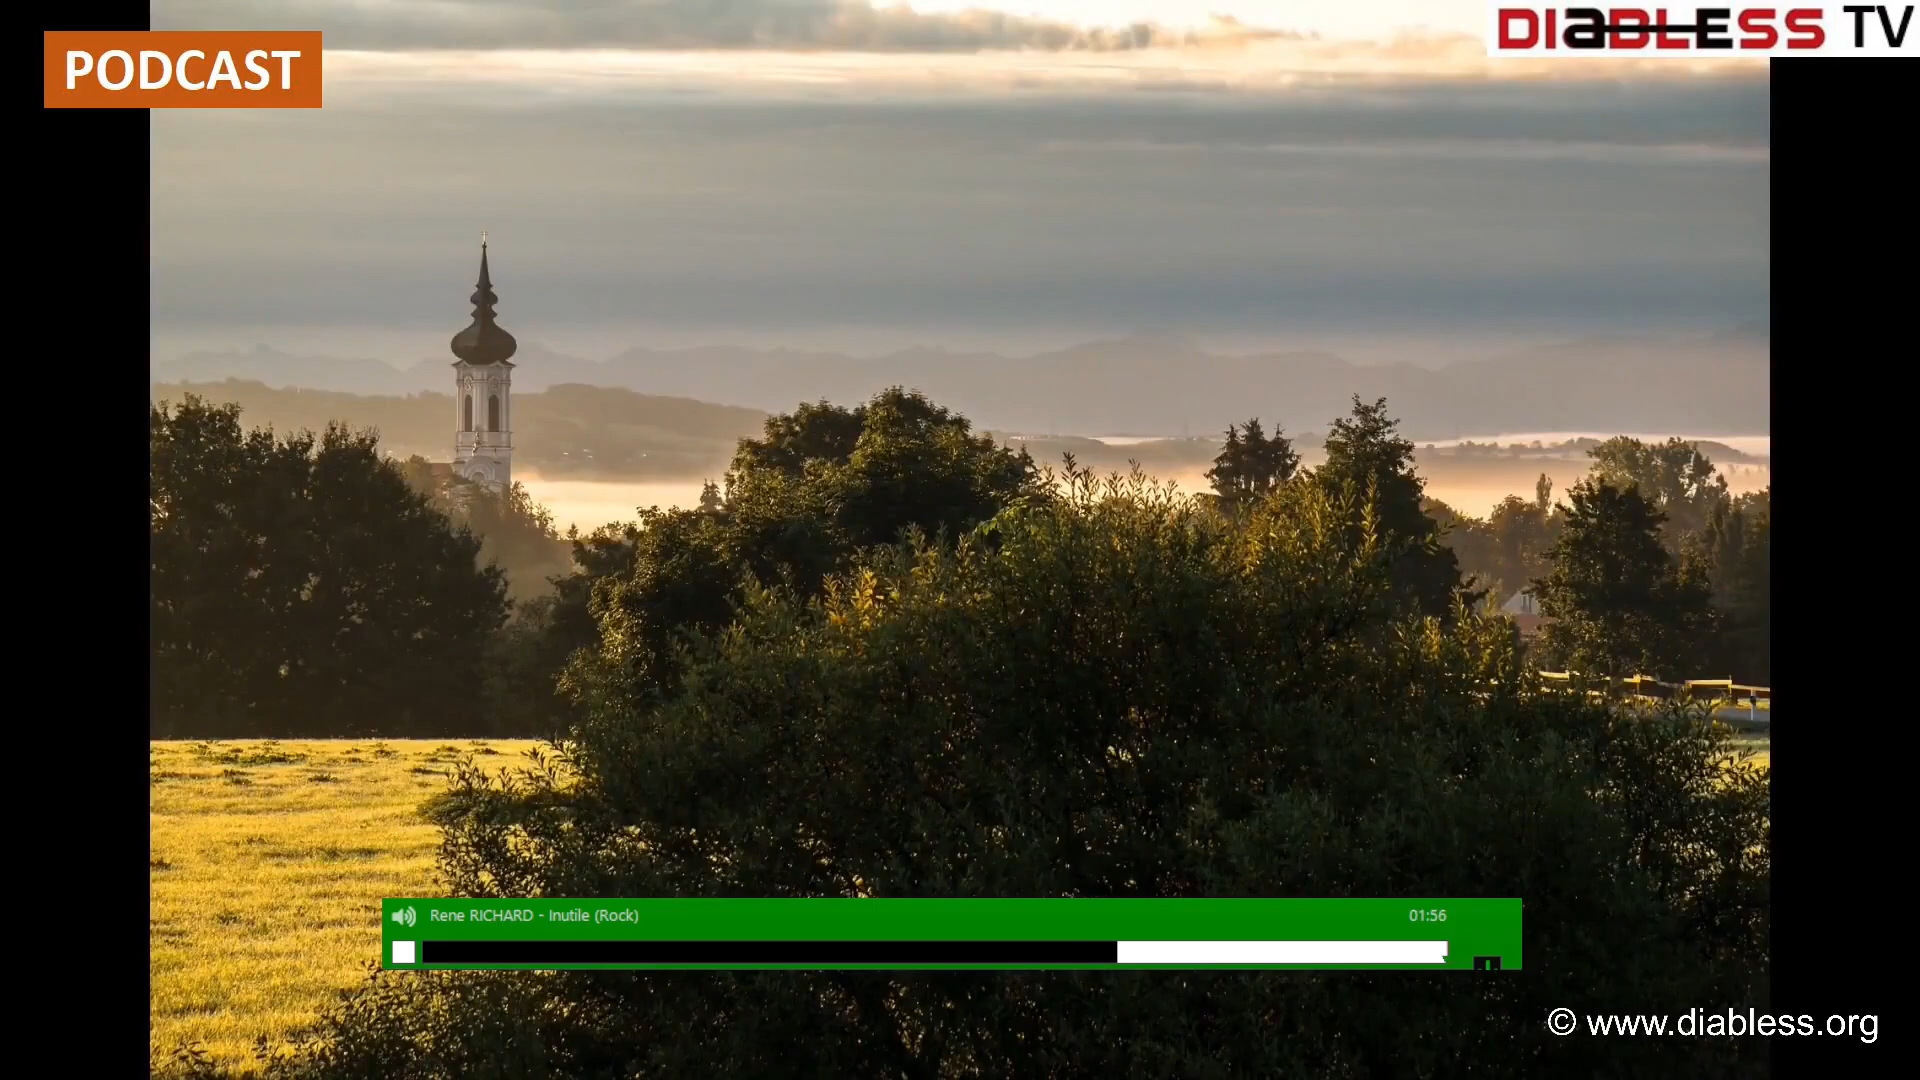 PODCAST
DIaBLESS TV
Rene RICHARD - Inutile (Rock)
01:56
© www.diabless.org